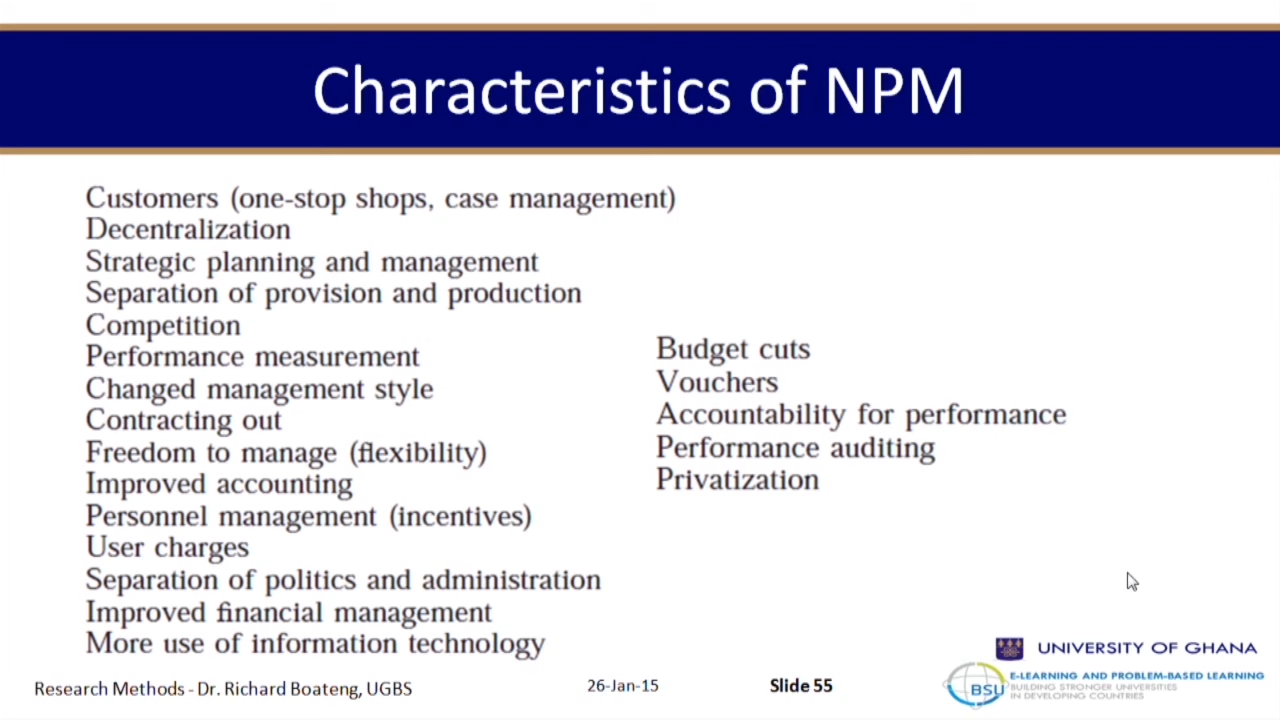 Characteristics of NPM
Customers (one-stop shops, case management)
Decentralization
Strategic planning and management
Separation of provision and production
Competition
Performance measurement
Changed management style
Contracting out
Freedom to manage (flexibility)
Improved accounting
Personnel management (incentives)
User charges
Separation of politics and administration
Improved financial management
More use of information technology
Budget cuts
Vouchers
Accountability for performance
Performance auditing
Privatization
UNIVERSITY OF GHANA
BSU
E-LEARNING AND PROBLEM-BASED LEARNING
BUILDING STRONGER UNIVERSITIES
IN DEVELOPING COUNTRIES
Research Methods - Dr. Richard Boateng, UGBS
26-Jan-15
Slide 55